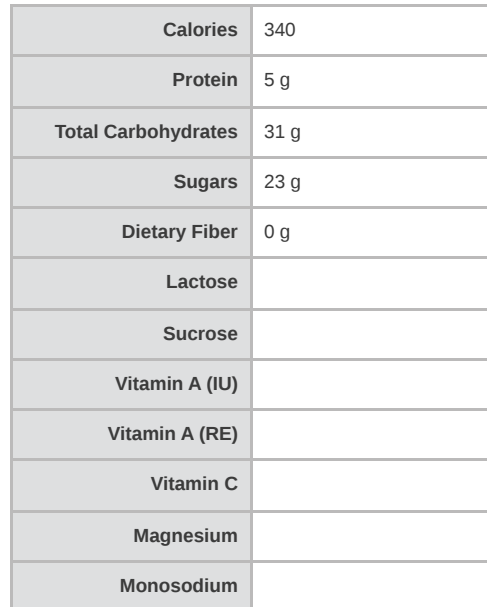 Calories 340
Protein 5 g
Total Carbohydrates 31 g
Sugars 23 g
Dietary Fiber 0 g
Lactose
Sucrose
Vitamin A (IU)
Vitamin A (RE)
Vitamin C
Magnesium
Monosodium